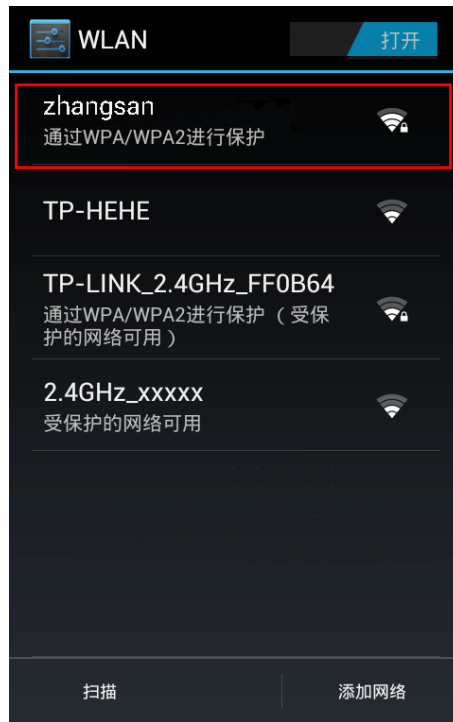 WLAN
打开
zhangsan
通过WPA/WPA2进行保护
TP-HEHE
TP-LINK_2.4GHz_FF0B64
通过WPA/WPA2进行保护（受保
护的网络可用）
2.4GHz_xxxxx
受保护的网络可用
扫描
添加网络